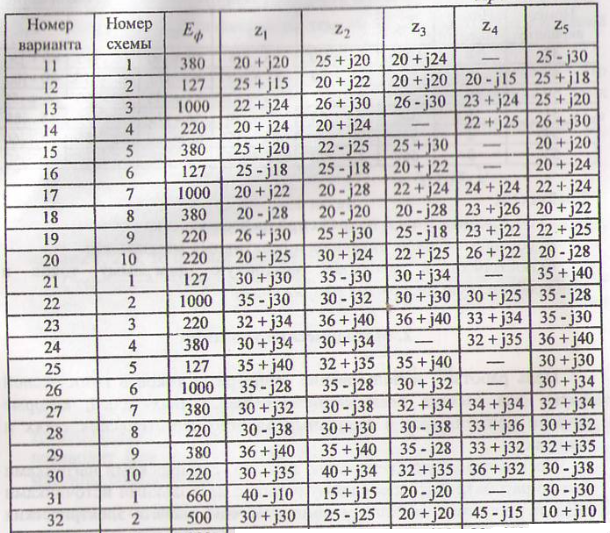 Номер варианта Номер схемы Eф z1 z2 z3 z4 z5
11 1 380 20 + j20 25 + j20 20 + j24 — 25 - j30
12 2 127 25 + j15 20 + j22 20 + j20 20 - j15 25 + j18
13 3 1000 22 + j24 26 + j30 26 - j30 23 + j24 25 + j20
14 4 220 20 + j24 20 + j24 — 22 + j25 26 + j30
15 5 380 25 + j20 22 - j25 25 + j30 — 20 + j20
16 6 127 25 - j18 25 - j18 20 + j22 — 20 + j24
17 7 1000 20 + j22 20 - j28 22 + j24 24 + j24 22 + j24
18 8 380 20 - j28 20 - j20 20 - j28 23 + j26 20 + j22
19 9 220 26 + j30 25 + j30 25 - j18 23 + j22 22 + j25
20 10 220 20 + j25 30 + j24 22 + j25 26 + j22 20 - j28
21 1 127 30 + j30 35 - j30 30 + j34 — 35 + j40
22 2 1000 35 - j30 30 - j32 30 + j30 30 + j25 35 - j28
23 3 220 32 + j34 36 + j40 36 + j40 33 + j34 35 - j30
24 4 380 30 + j34 30 + j34 — 32 + j35 36 + j40
25 5 127 35 + j40 32 + j35 35 + j40 — 30 + j30
26 6 1000 35 - j28 35 - j28 30 + j32 — 30 + j34
27 7 380 30 + j32 30 - j38 32 + j34 34 + j34 32 + j34
28 8 220 30 - j38 30 + j30 30 - j38 33 + j36 30 + j32
29 9 380 36 + j40 35 + j40 35 - j28 33 + j32 32 + j35
30 10 220 30 + j35 40 + j34 32 + j35 36 + j32 30 - j38
31 1 660 40 - j10 15 + j15 20 - j20 — 30 - j30
32 2 500 30 + j30 25 - j25 20 + j20 45 - j15 10 + j10